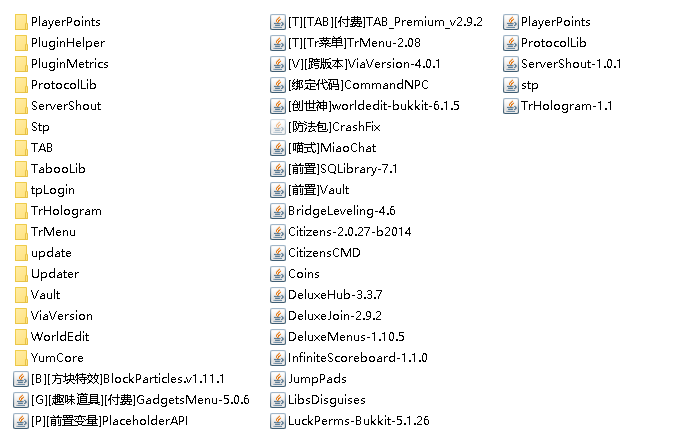 PlayerPoints
PluginHelper
PluginMetrics
ProtocolLib
ServerShout
Stp
TAB
TabooLib
tpLogin
TrHologram
TrMenu
update
Updater
Vault
ViaVersion
WorldEdit
YumCore
[B][方块特效]BlockParticles.v1.11.1
[G][趣味道具][付费]GadgetsMenu-5.0.6
[P][前置变量]PlaceholderAPI
[T][TAB][付费]TAB_Premium_v2.9.2
[T][Tr菜单]TrMenu-2.08
[V][跨版本]ViaVersion-4.0.1
[绑定代码]CommandNPC
[创世神]worldedit-bukkit-6.1.5
[防法包]CrashFix
[喵式]MiaoChat
[前置]SQLibrary-7.1
[前置]Vault
BridgeLeveling-4.6
Citizens-2.0.27-b2014
CitizensCMD
Coins
DeluxeHub-3.3.7
DeluxeJoin-2.9.2
DeluxeMenus-1.10.5
InfiniteScoreboard-1.1.0
JumpPads
LibsDisguises
LuckPerms-Bukkit-5.1.26
PlayerPoints
ProtocolLib
ServerShout-1.0.1
stp
TrHologram-1.1